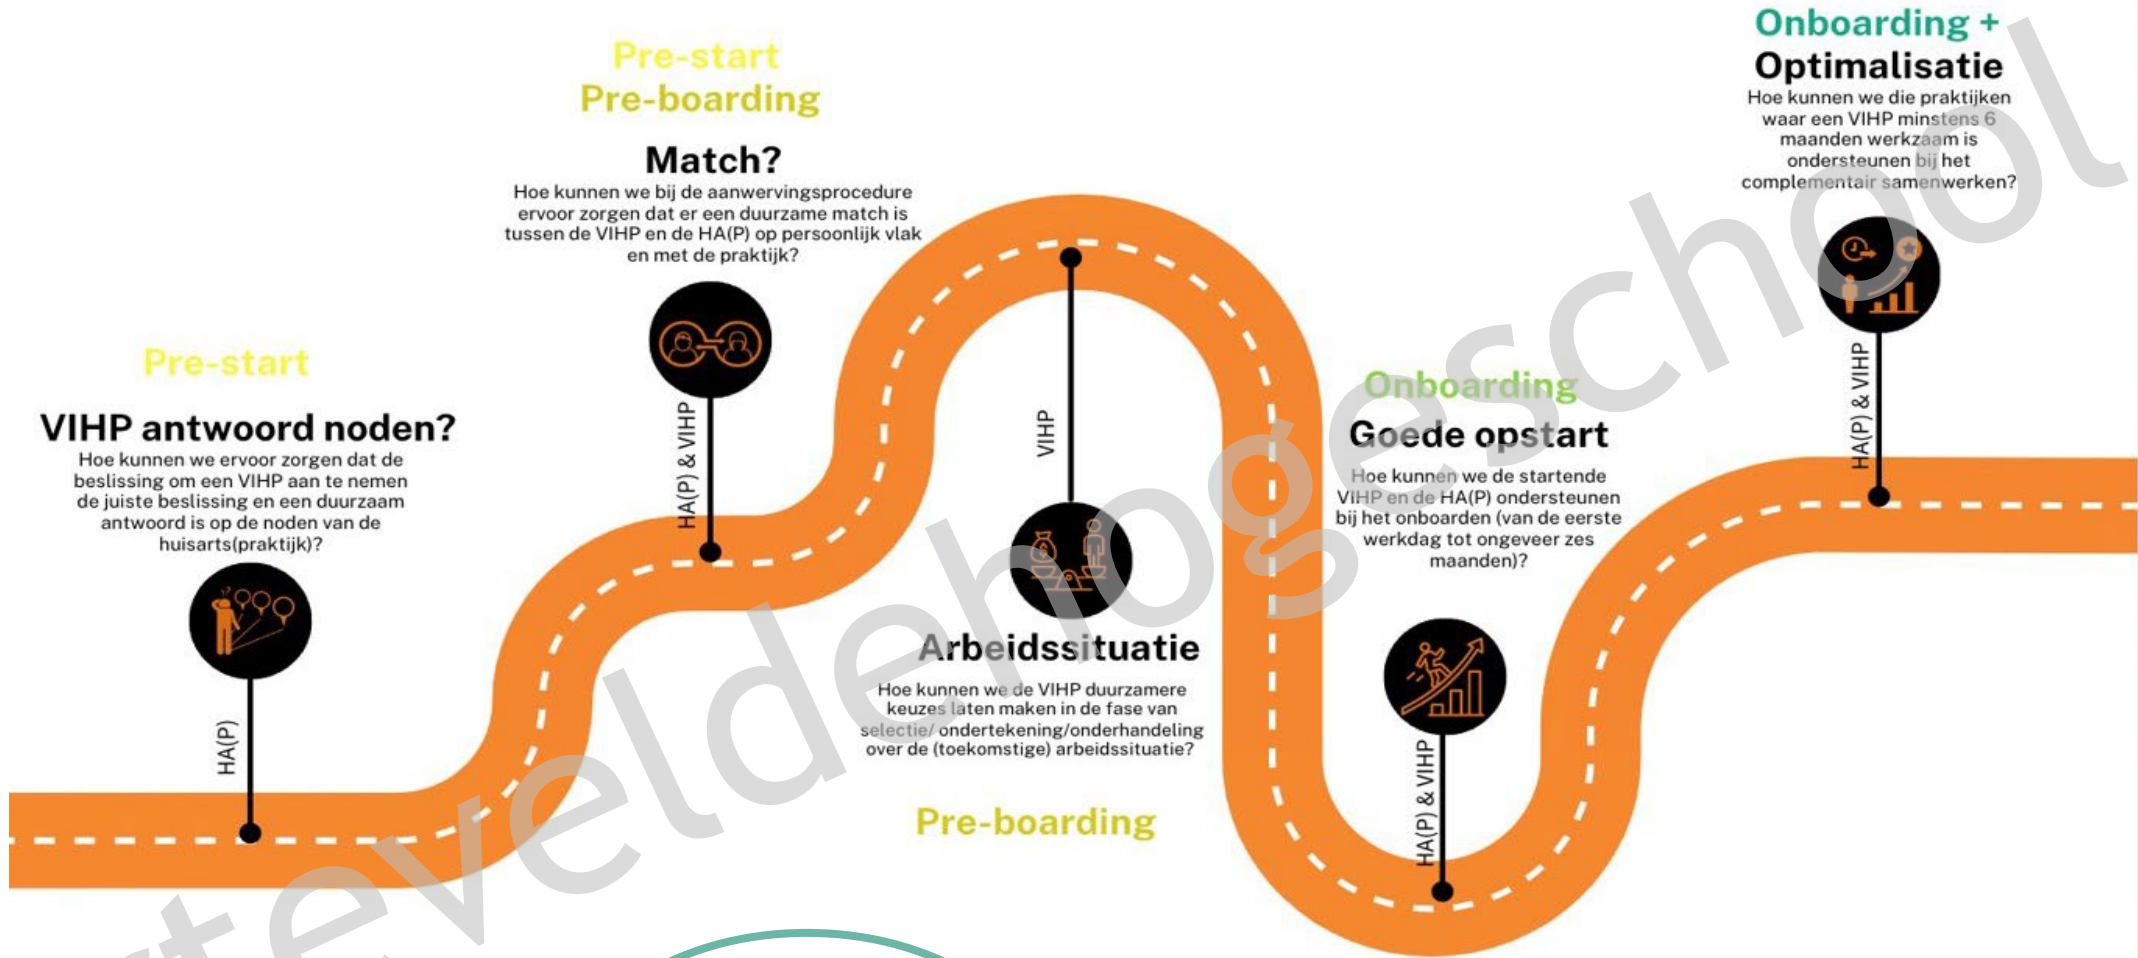 Pre-start
VIHP antwoord noden?
Hoe kunnen we ervoor zorgen dat de
beslissing om een VIHP aan te nemen
de juiste beslissing en een duurzaam
antwoord is op de noden van de
huisarts(praktijk)?
HA(P)
Pre-start
Pre-boarding
Match?
Hoe kunnen we bij de aanwervingsprocedure
ervoor zorgen dat er een duurzame match is
tussen de VIHP en de HA(P) op persoonlijk vlak
en met de praktijk?
HA(P) & VIHP
VIHP
Arbeidssituatie
Hoe kunnen we de VIHP duurzamere
keuzes laten maken in de fase van
selectie/ ondertekening/onderhandeling
over de (toekomstige) arbeidssituatie?
Pre-boarding
Onboarding
Goede opstart
Hoe kunnen we de startende
VIHP en de HA(P) ondersteunen
bij het onboarden (van de eerste
werkdag tot ongeveer zes
maanden)?
HA(P) & VIHP
Onboarding +
Optimalisatie
Hoe kunnen we die praktijken
waar een VIHP minstens 6
maanden werkzaam is
ondersteunen bij het
complementair samenwerken?
HA(P) & VIHP
steveldehogeschool